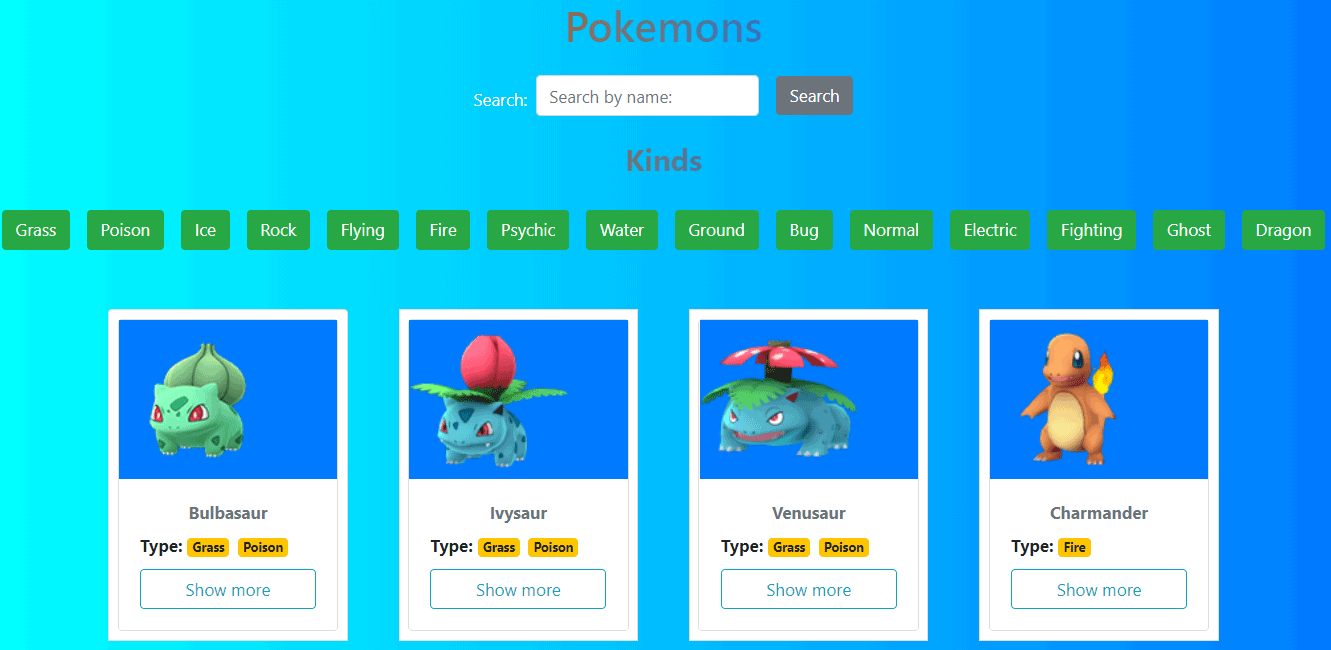 Pokemons
Search: Search by name: Search
Kinds
Grass Poison Ice Rock Flying Fire Psychic Water Ground Bug Normal Electric Fighting Ghost Dragon
Bulbasaur Ivysaur Venusaur Charmander
Type: Grass Poison Type: Grass Poison Type: Grass Poison Type: Fire
Show more Show more Show more Show more